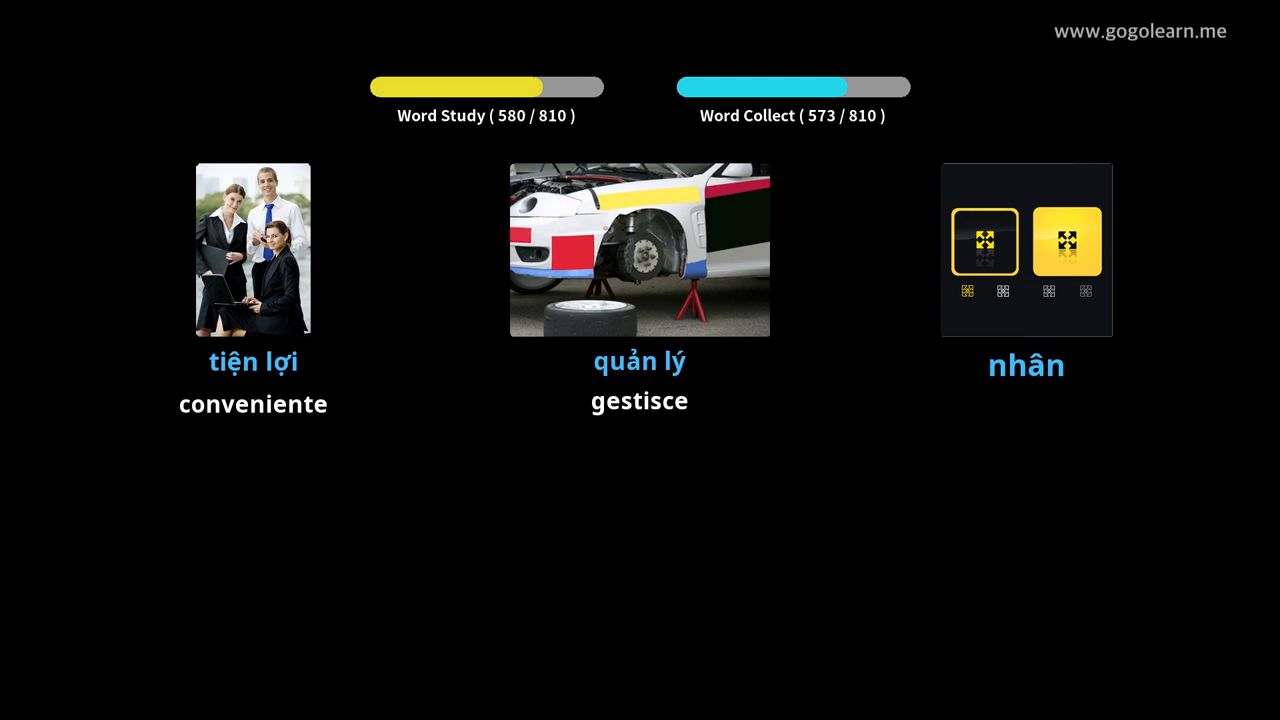 www.gogolearn.me
Word Study ( 580 / 810 )
Word Collect ( 573 / 810 )
tiện lợi
quản lý
nhân
conveniente
gestisce